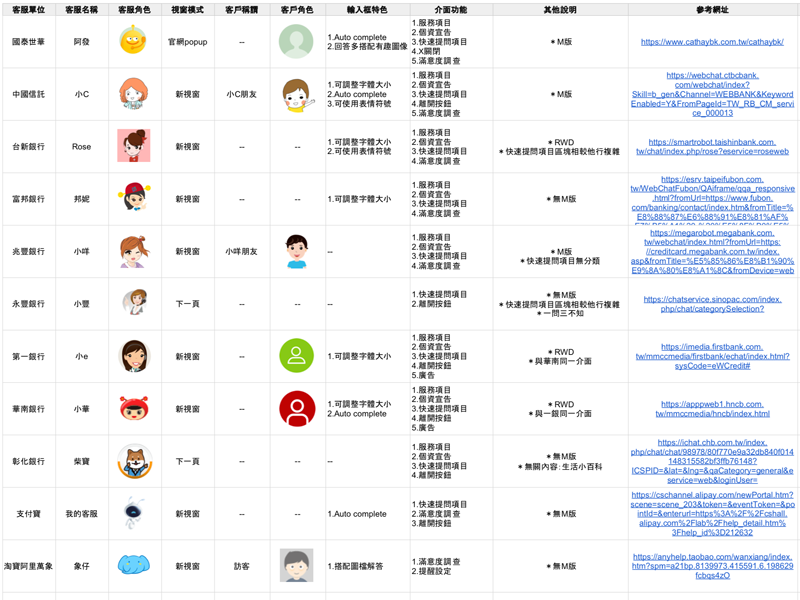 客服單位 客服名稱 客服角色 視窗模式 客戶稱謂 客戶角色 輸入框特色 介面功能 其他說明 參考網址
國泰世華 阿發 官網popup --
1.Auto complete
2.回答多搭配有趣圖像
1.服務項目
2.個資宣告
3.快速提問項目
4.X關閉
5.滿意度調查
＊M版
https://www.cathaybk.com.tw/cathaybk/
中國信託 小C 新視窗 小C朋友
1.可調整字體大小
2.Auto complete
3.可使用表情符號
1.服務項目
2.個資宣告
3.快速提問項目
4.離開按鈕
5.滿意度調查
＊M版
https://webchat.ctbcbank.
com/webchat/index?
Skill=b_gen&Channel=WEBBANK&Keyword
Enabled=Y&FromPageId=TW_RB_CM_servi
ce_000013
台新銀行 Rose 新視窗 -- --
1.可調整字體大小
2.可使用表情符號
1.服務項目
2.個資宣告
3.快速提問項目
4.滿意度調查
＊RWD
＊快速提問項目區塊相較他行複雜
https://smartrobot.taishinbank.com.
tw/chat/index.php/rose?eservice=roseweb
富邦銀行 邦妮 新視窗 -- --
1.可調整字體大小
1.服務項目
2.個資宣告
3.快速提問項目
4.滿意度調查
＊無M版
https://esrv.taipeifubon.com.
tw/WebChatFubon/QAiframe/qqa_responsive
.html?fromUrl=https://www.fubon.
com/banking/contact/index.htm&fromTitle=%
E8%88%87%E6%88%91%E8%81%AF%
兆豐銀行 小咩 新視窗 小咩朋友
--
1.服務項目
2.個資宣告
3.快速提問項目
4.滿意度調查
＊M版
＊快速提問項目無分類
https://megarobot.megabank.com.
tw/webchat/index.html?fromUrl=https:
//creditcard.megabank.com.tw/index.
asp&fromTitle=%E5%85%86%E8%B1%90%
E9%8A%80%E8%A1%8C&fromDevice=web
永豐銀行 小豐 下一頁 -- -- --
1.快速提問項目
2.離開按鈕
＊無M版
＊快速提問項目區塊相較他行複雜
＊一問三不知
https://chatservice.sinopac.com/index.
php/chat/categorySelection?
第一銀行 小e 新視窗 --
1.可調整字體大小
1.服務項目
2.個資宣告
3.快速提問項目
4.離開按鈕
5.廣告
＊RWD
＊與華南同一介面
https://imedia.firstbank.com.
tw/mmccmedia/firstbank/echat/index.html?
sysCode=eWCredit#
華南銀行 小華 新視窗 --
1.可調整字體大小
2.Auto complete
1.服務項目
2.個資宣告
3.快速提問項目
4.離開按鈕
5.廣告
＊RWD
＊與一銀同一介面
https://apppweb1.hncb.com.
tw/mmccmedia/hncb/index.html
彰化銀行 柴寶 下一頁 -- -- --
1.服務項目
2.個資宣告
3.快速提問項目
4.離開按鈕
＊無M版
＊無關內容:生活小百科
https://ichat.chb.com.tw/index.
php/chat/chat/98978/80f770e9a32db840f014
148315582bf3ffb76148?
ICSPID=&lat=&lng=&qaCategory=general&e
service=web&loginUser=
支付寶 我的客服 新視窗 -- --
1.Auto complete
1.快速提問項目
2.滿意度調查
3.離開按鈕
＊無M版
https://cschannel.alipay.com/newPortal.htm?
scene=scene_203&token=&eventToken=&po
intId=&enterurl=https%3A%2F%2Fcshall.
alipay.com%2Flab%2Fhelp_detail.htm%
3Fhelp_id%3D212632
淘寶阿里萬象 象仔 新視窗 訪客
1.搭配圖檔解答
1.滿意度調查
2.提醒設定
＊無M版
https://anyhelp.taobao.com/wanxiang/index.
htm?spm=a21bp.8139973.415591.6.198629
fcbqs4zO